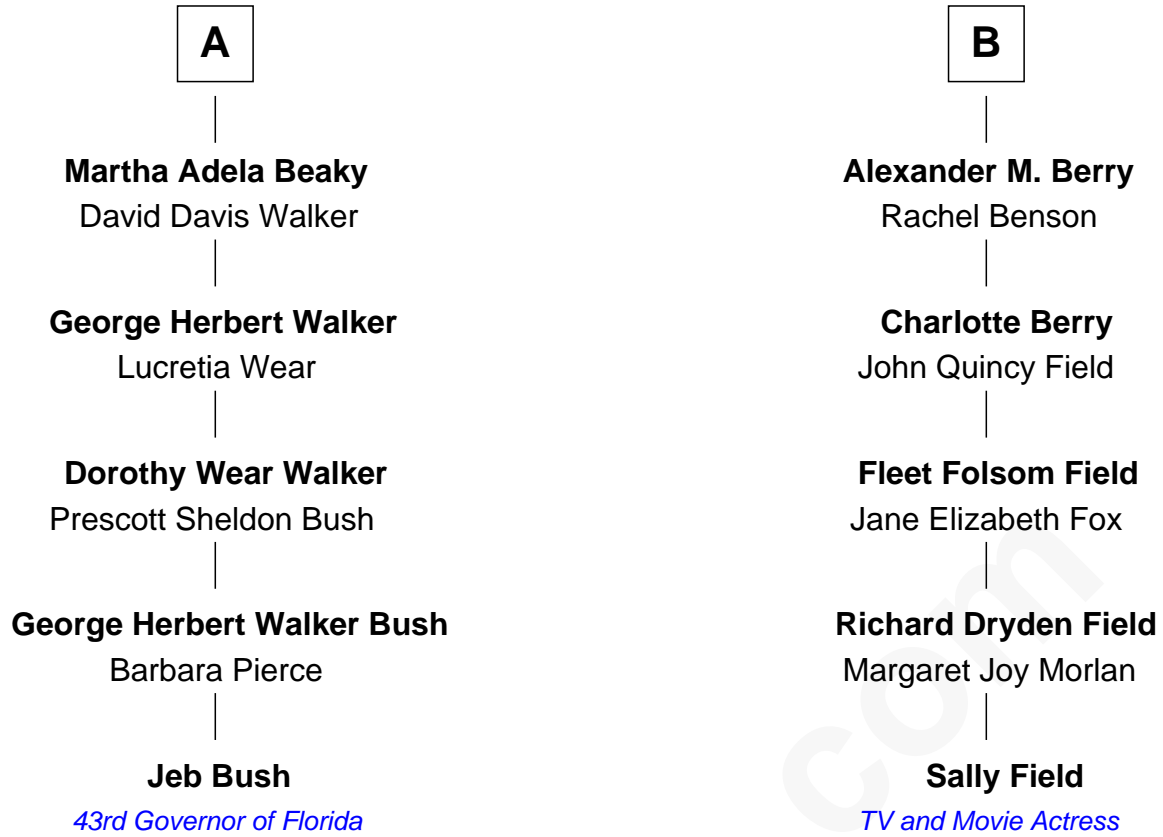 A
Martha Adela Beaky
David Davis Walker
George Herbert Walker
Lucretia Wear
Dorothy Wear Walker
Prescott Sheldon Bush
George Herbert Walker Bush
Barbara Pierce
Jeb Bush
43rd Governor of Florida
B
Alexander M. Berry
Rachel Benson
Charlotte Berry
John Quincy Field
Fleet Folsom Field
Jane Elizabeth Fox
Richard Dryden Field
Margaret Joy Morlan
Sally Field
TV and Movie Actress
com